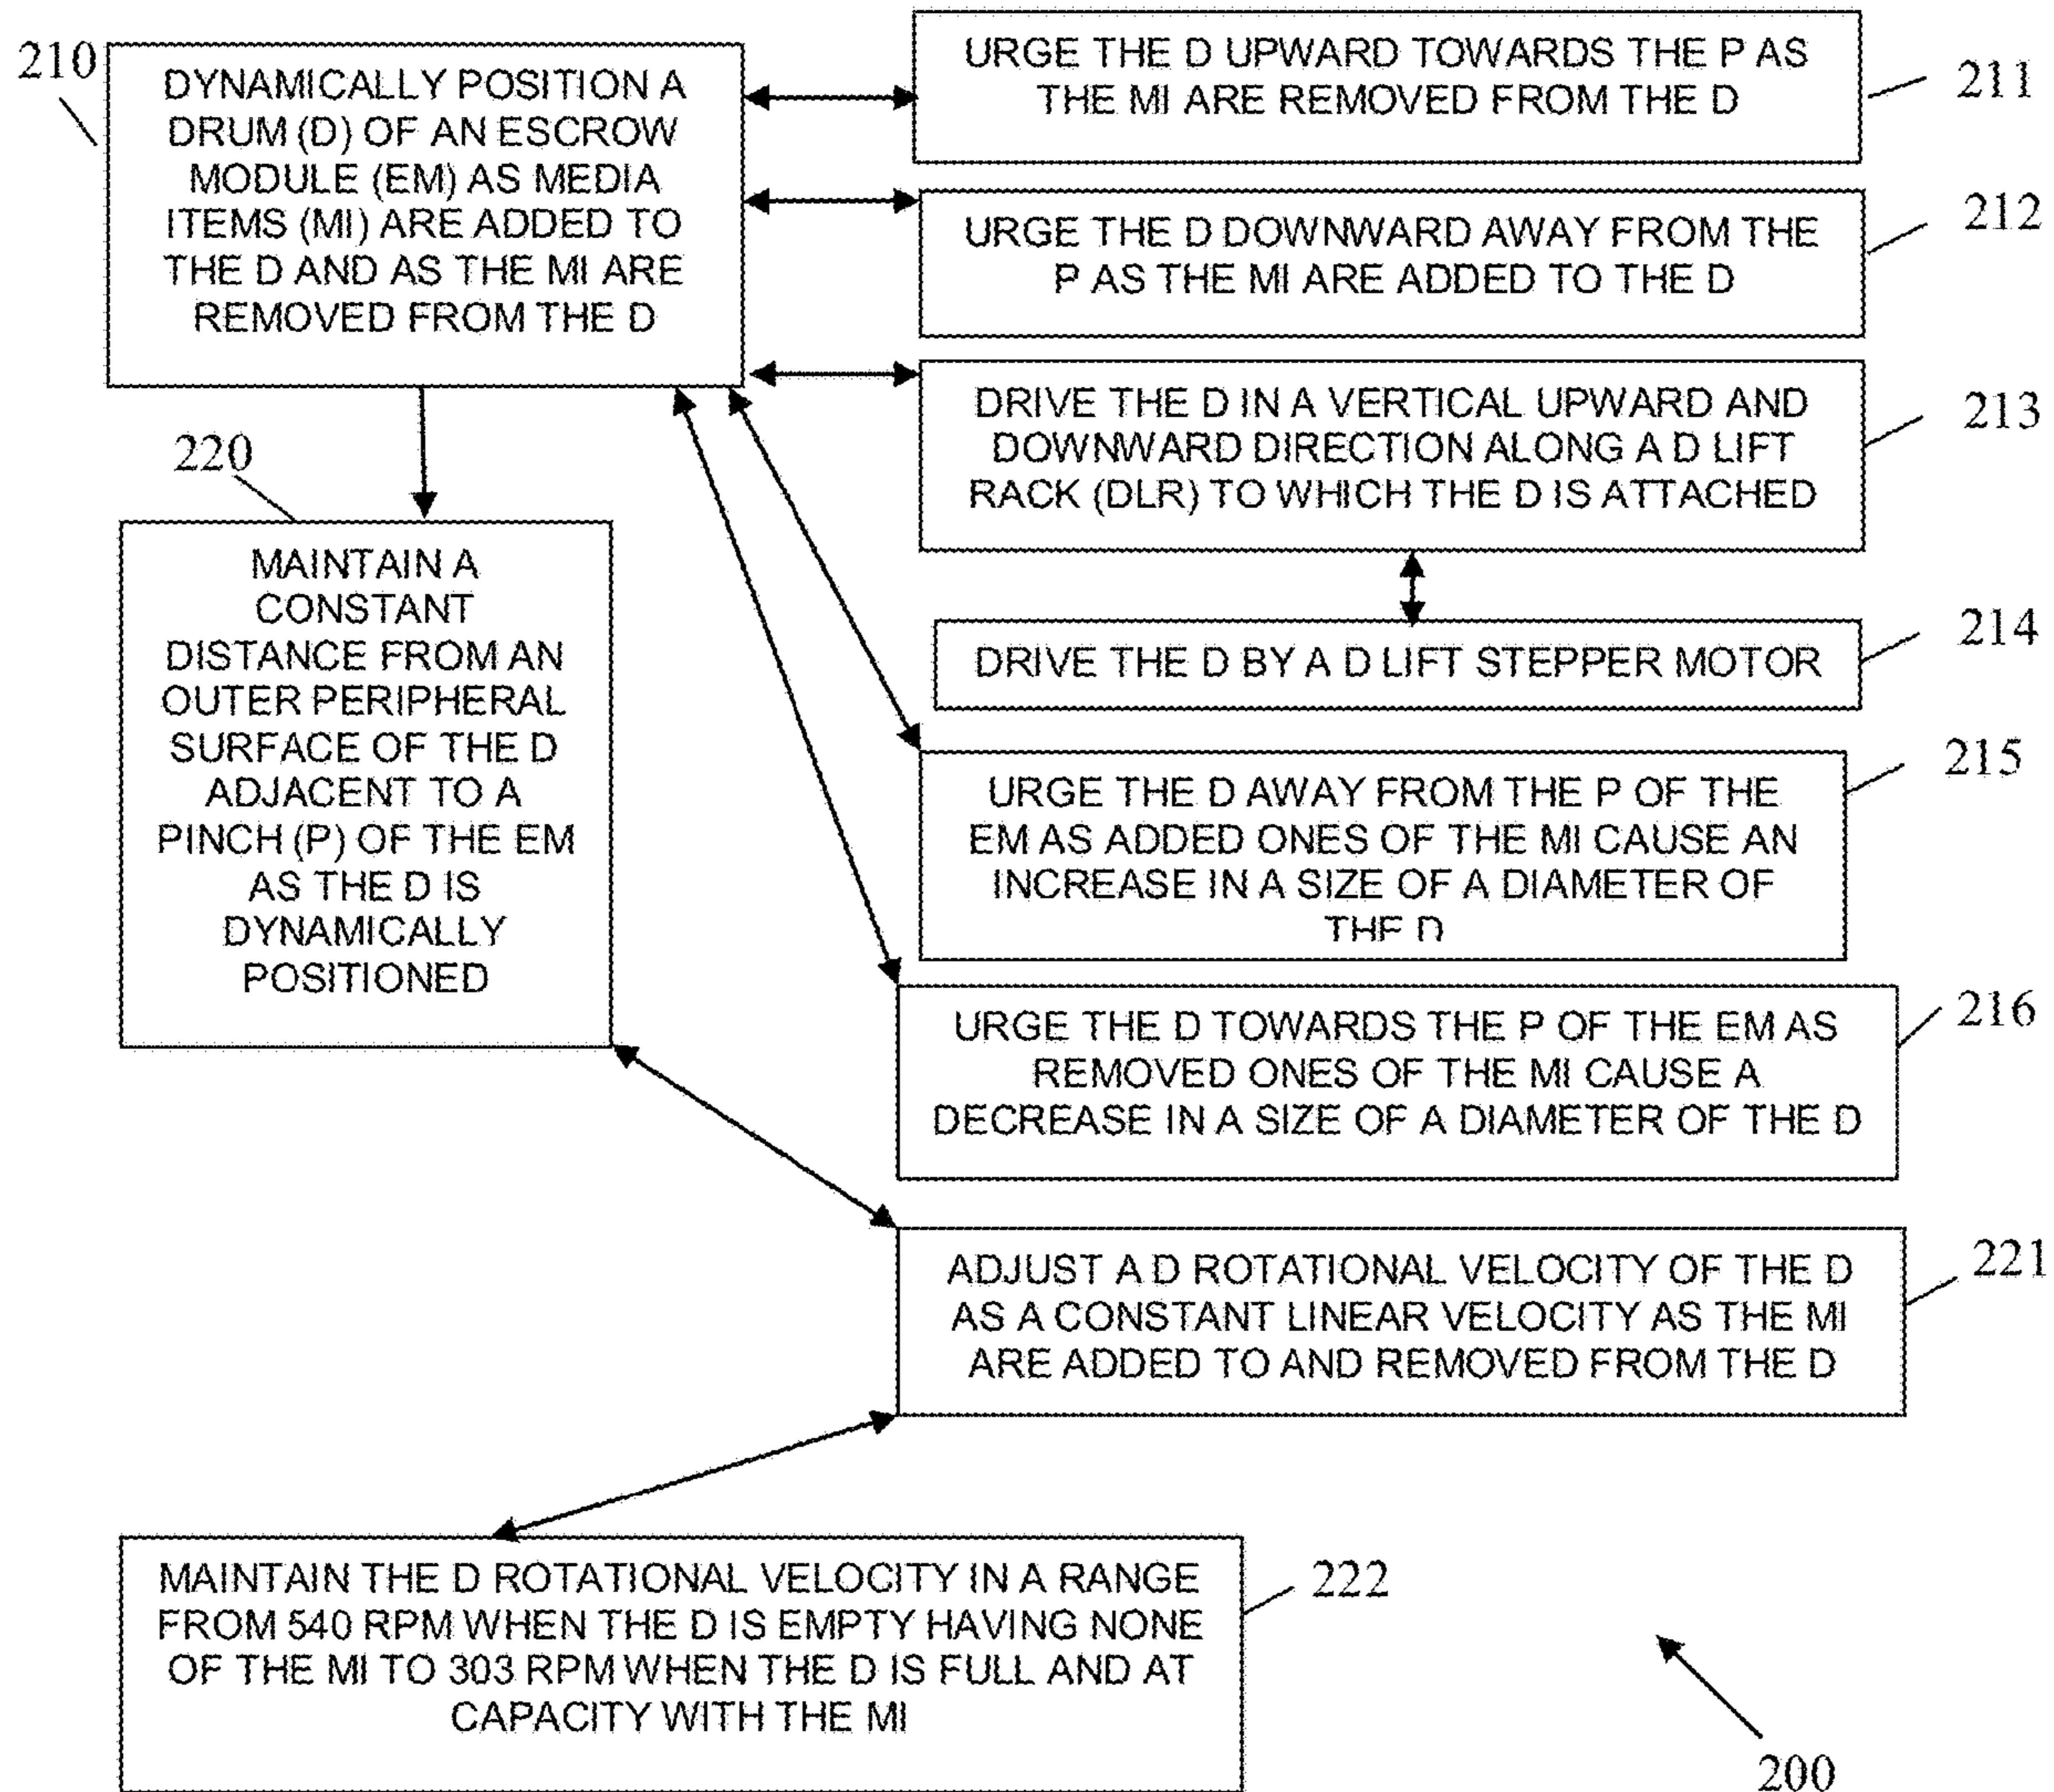 210
DYNAMICALLY POSITION A
DRUM (D) OF AN ESCROW
MODULE (EM) AS MEDIA
ITEMS (MI) ARE ADDED TO
THE D AND AS THE MI ARE
REMOVED FROM THE D
URGE THE D UPWARD TOWARDS THE P AS
THE MI ARE REMOVED FROM THE D
211
URGE THE D DOWNWARD AWAY FROM THE
P AS THE MI ARE ADDED TO THE D
212
DRIVE THE D IN A VERTICAL UPWARD AND
DOWNWARD DIRECTION ALONG A D LIFT
RACK (DLR) TO WHICH THE D IS ATTACHED
213
220
MAINTAIN A
CONSTANT
DISTANCE FROM AN
OUTER PERIPHERAL
SURFACE OF THE D
ADJACENT TO A
PINCH (P) OF THE EM
AS THE D IS
DYNAMICALLY
POSITIONED
DRIVE THE D BY A D LIFT STEPPER MOTOR
214
URGE THE D AWAY FROM THE P OF THE
EM AS ADDED ONES OF THE MI CAUSE AN
INCREASE IN A SIZE OF A DIAMETER OF
THE D
215
URGE THE D TOWARDS THE P OF THE EM AS
REMOVED ONES OF THE MI CAUSE A
DECREASE IN A SIZE OF A DIAMETER OF THE D
216
ADJUST A D ROTATIONAL VELOCITY OF THE D
AS A CONSTANT LINEAR VELOCITY AS THE MI
ARE ADDED TO AND REMOVED FROM THE D
221
MAINTAIN THE D ROTATIONAL VELOCITY IN A RANGE
FROM 540 RPM WHEN THE D IS EMPTY HAVING NONE
OF THE MI TO 303 RPM WHEN THE D IS FULL AND AT
CAPACITY WITH THE MI
222
200